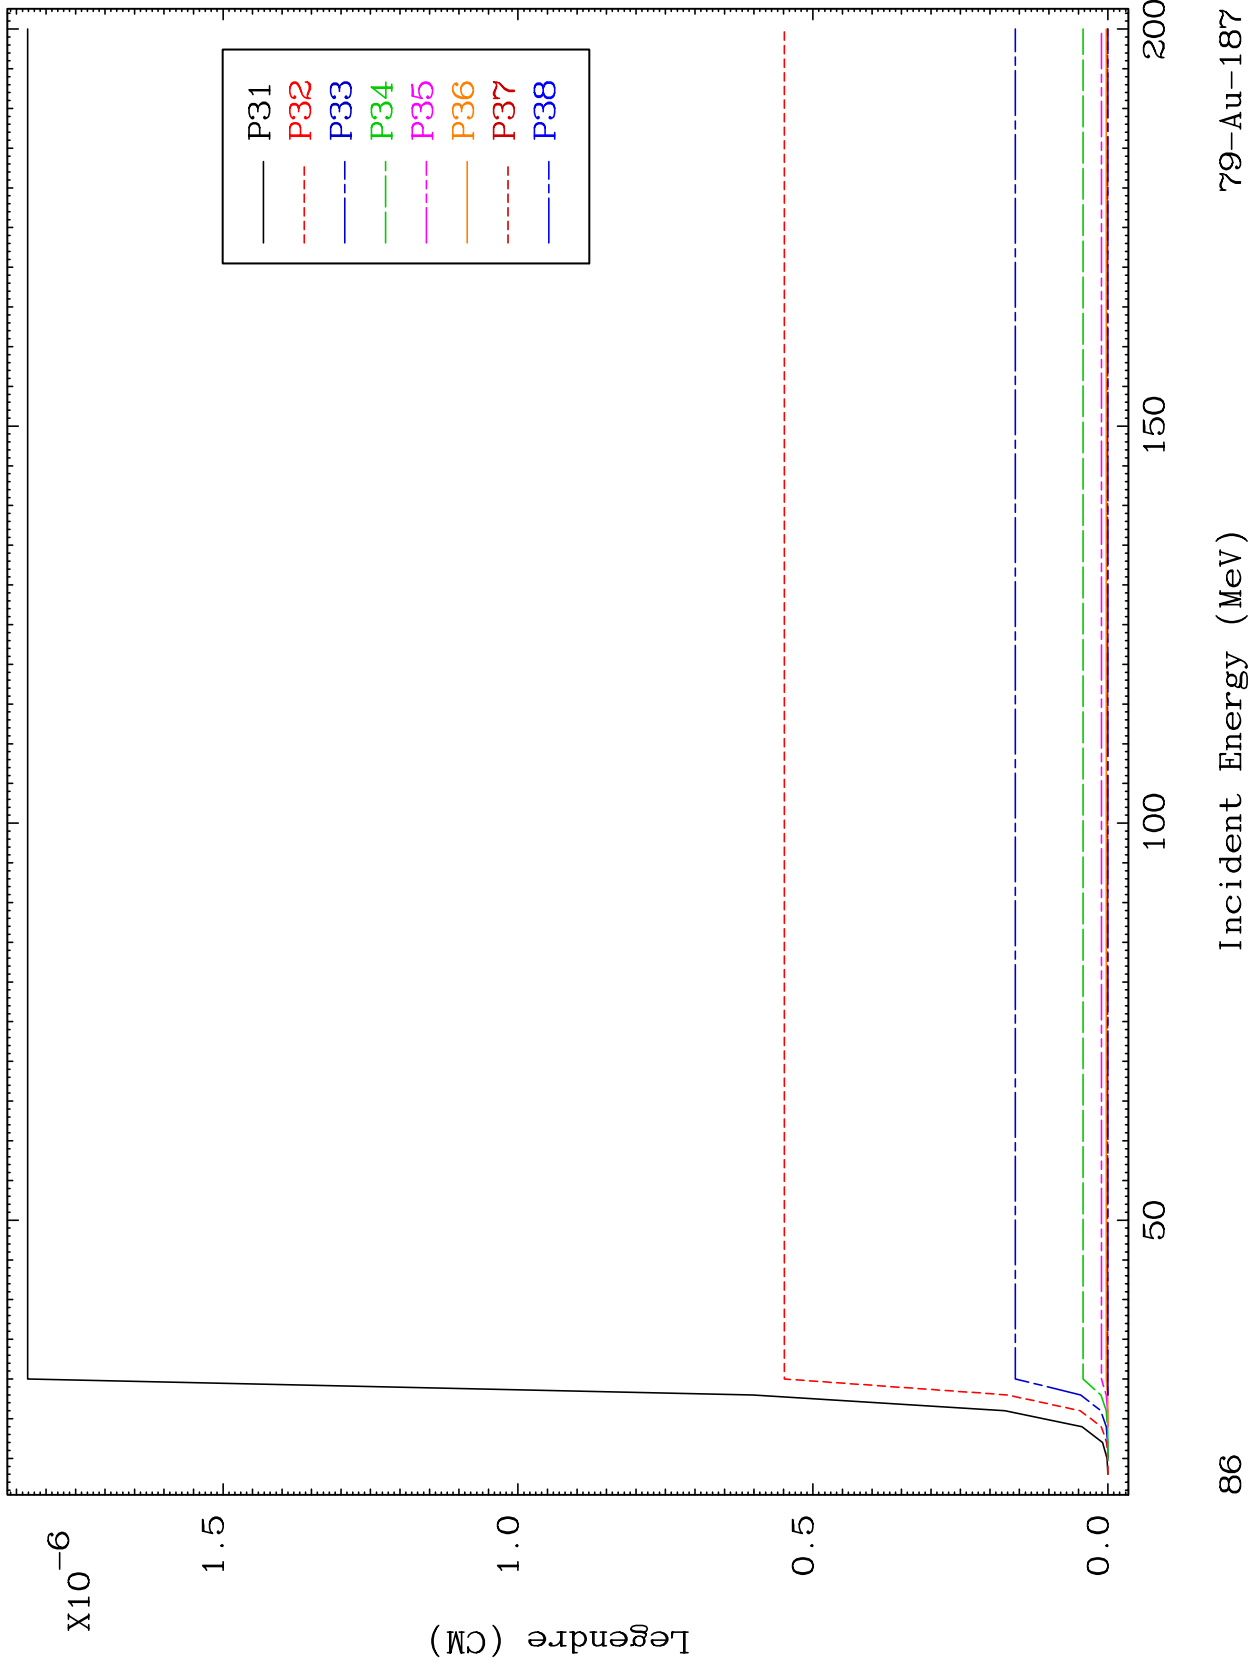 X10-6
1.5
1.0
0.5
0.0
Legendre (CM)
P31
P32
P33
P34
P35
P36
P37
P38
50
100
150
200
Incident Energy (MeV)
86
79-Au-187